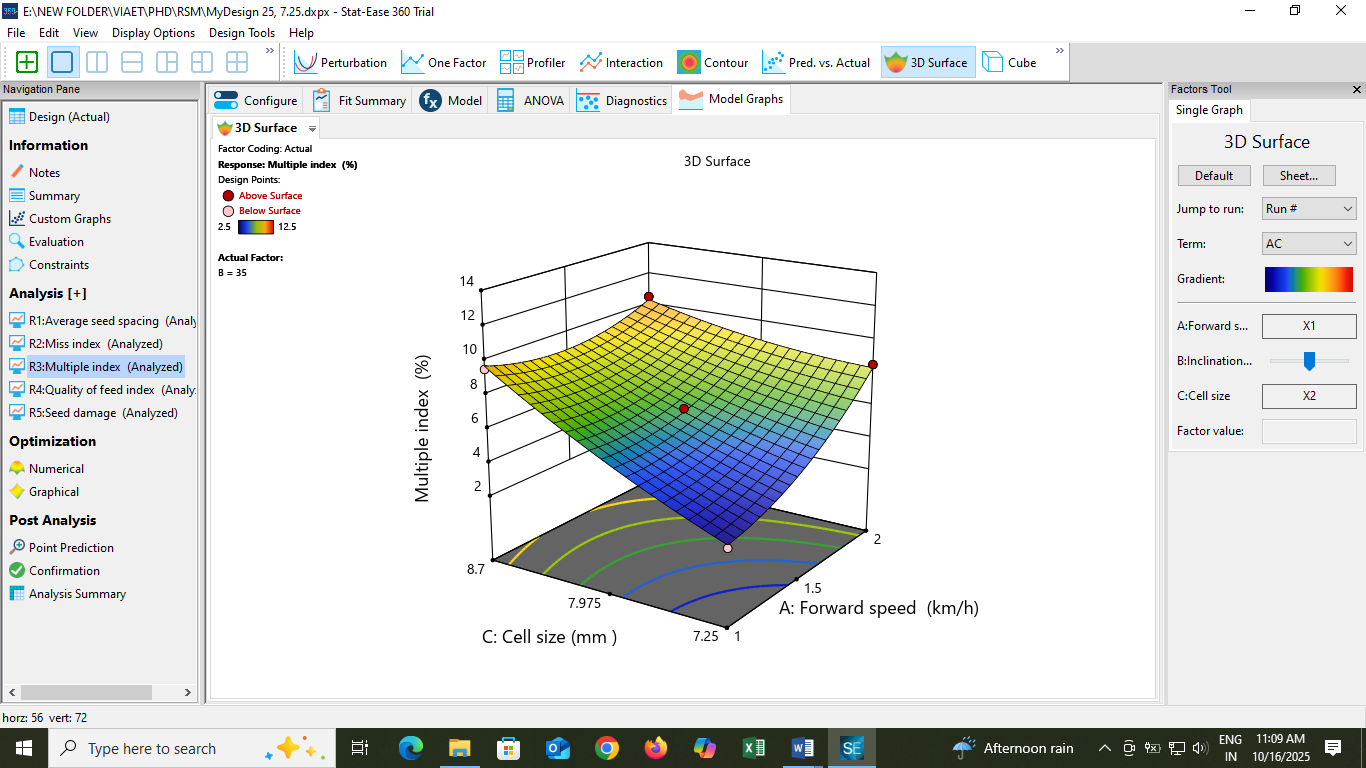 E:\NEW FOLDER\VIAET\PHD\RSM\MyDesign 25, 7.25.dxpx - Stat-Ease 360 Trial
File Edit View Display Options Design Tools Help
» Perturbation One Factor Profiler Interaction Contour Pred. vs. Actual 3D Surface Cube »
Navigation Pane
Design (Actual)
Information
Notes
Summary
Custom Graphs
Evaluation
Constraints
Analysis [+]
R1:Average seed spacing (Analy
R2:Miss index (Analyzed)
R3:Multiple index (Analyzed)
R4:Quality of feed index (Analyz
R5:Seed damage (Analyzed)
Optimization
Numerical
Graphical
Post Analysis
Point Prediction
Confirmation
Analysis Summary
Configure Fit Summary Model ANOVA Diagnostics Model Graphs
3D Surface
Factor Coding: Actual
Response: Multiple index (%)
Design Points:
Above Surface
Below Surface
2.5 12.5
Actual Factor:
B = 35
3D Surface
14
12
10
8
6
4
2
Multiple index (%)
8.7
7.975
7.25
C: Cell size (mm )
1
1.5
2
A: Forward speed (km/h)
Factors Tool
Single Graph
3D Surface
Default Sheet...
Jump to run: Run #
Term: AC
Gradient:
A:Forward s... X1
B:Inclination...
C:Cell size X2
Factor value:
horz: 56 vert: 72
Type here to search
Afternoon rain
ENG
IN
11:09 AM
10/16/2025